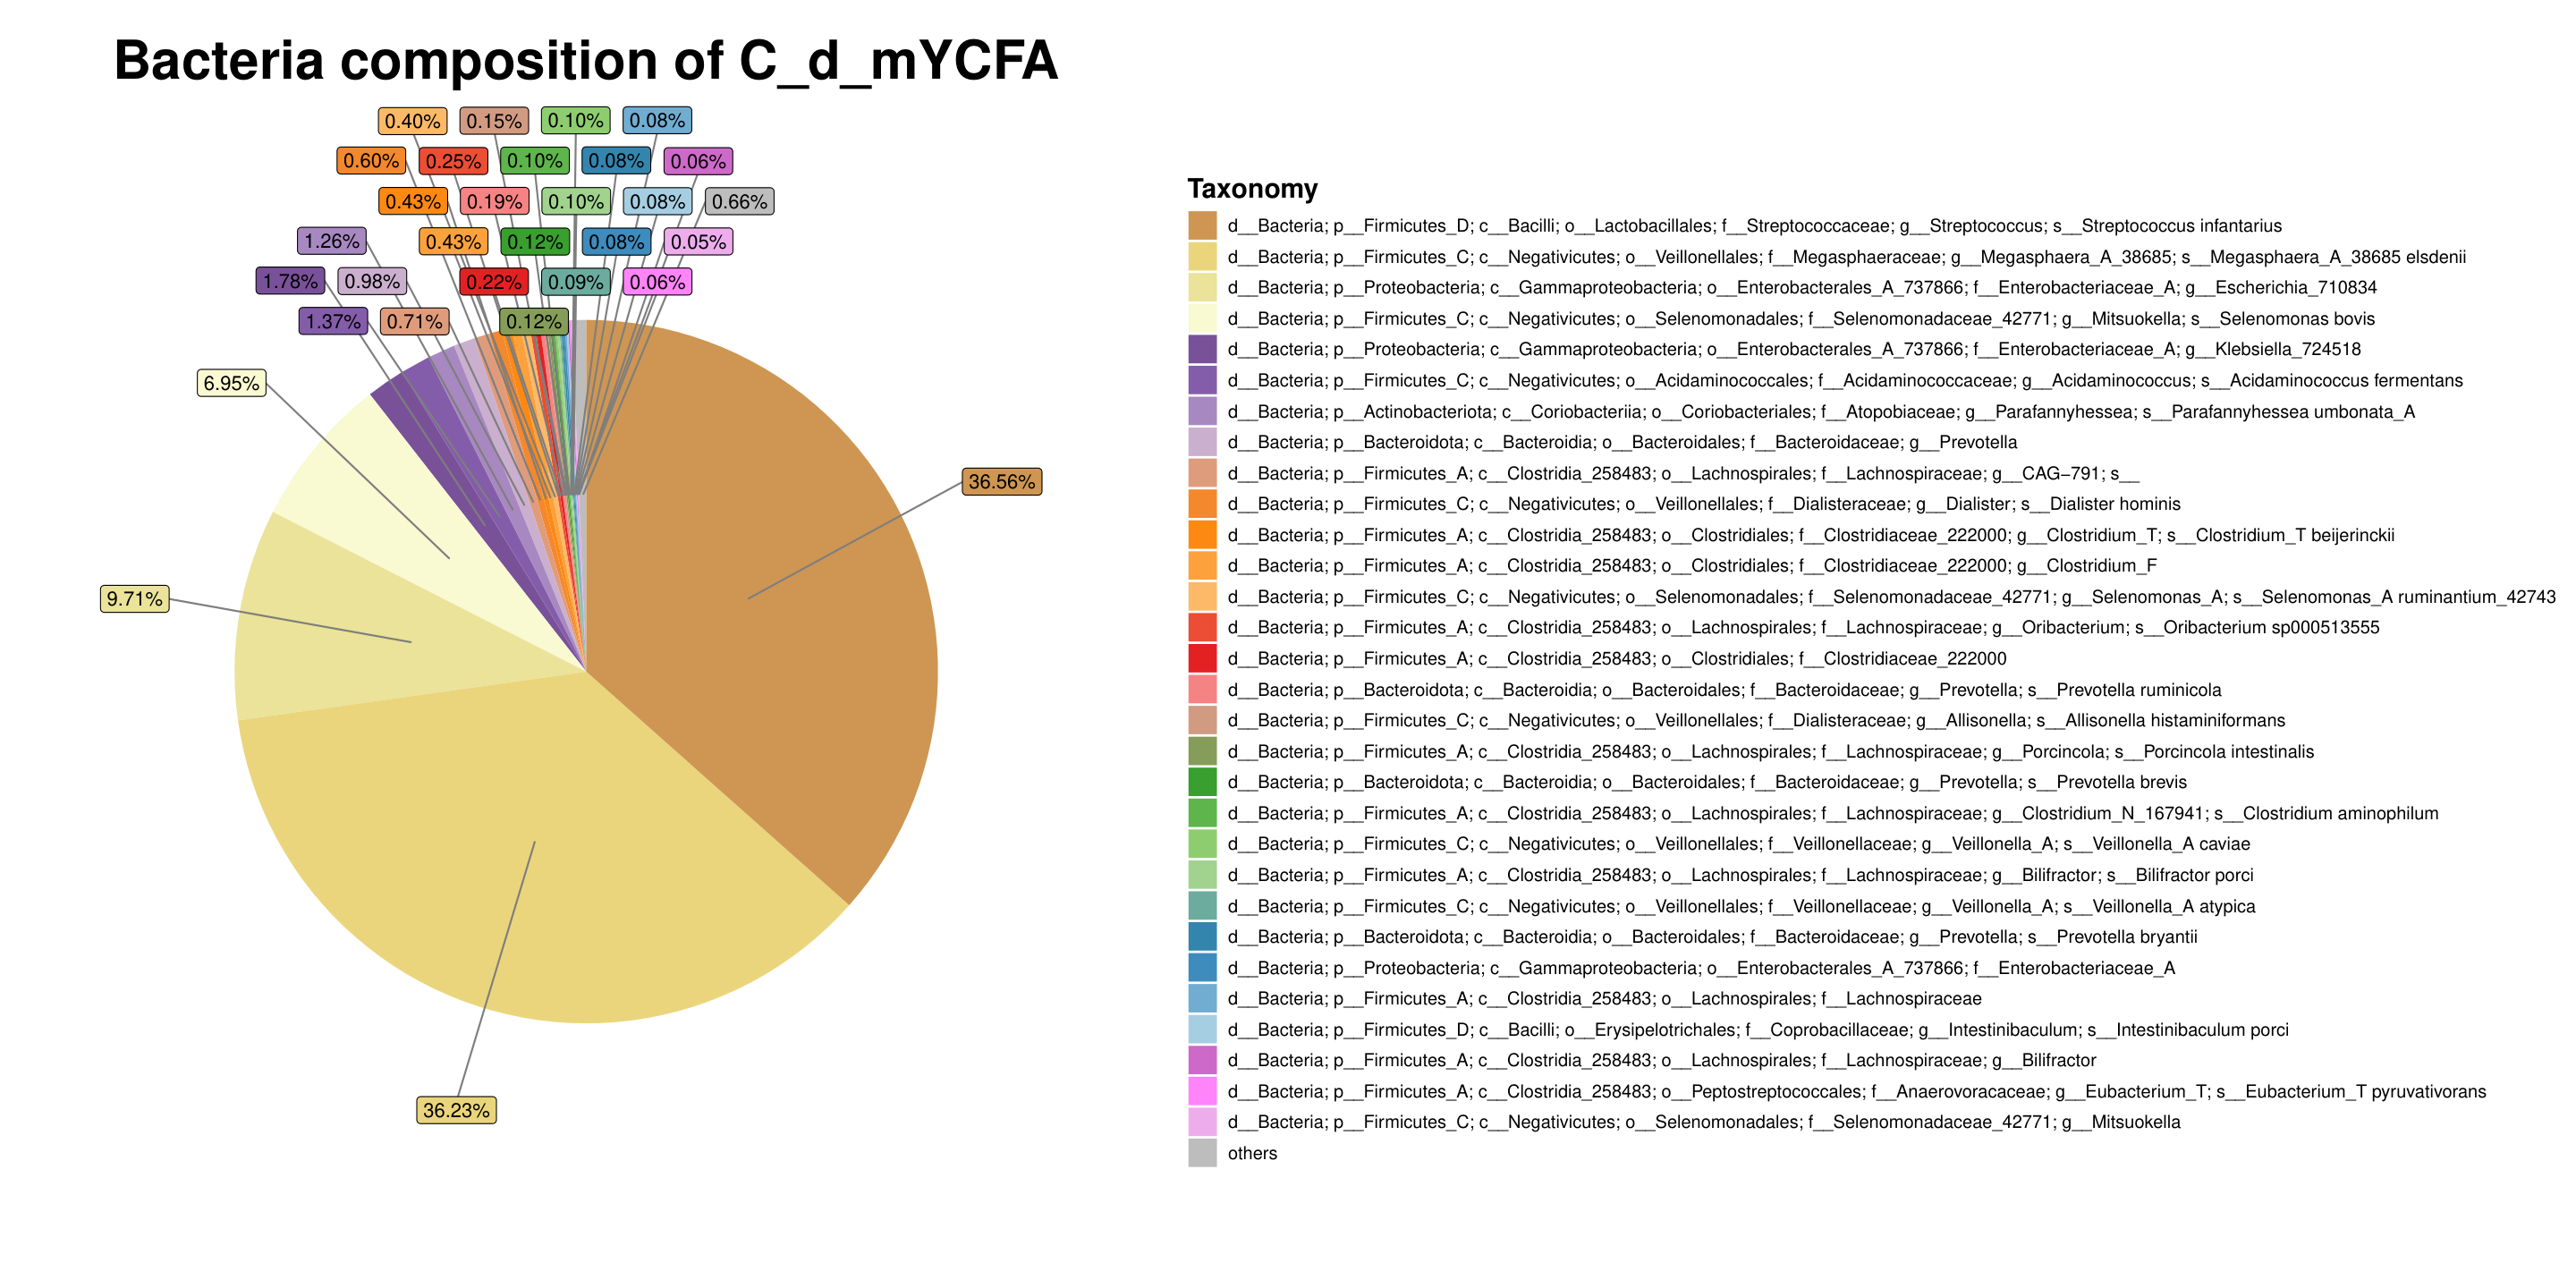 Bacteria composition of C_d_mYCFA
0.40% 0.15% 0.10% 0.08%
0.60% 0.25% 0.10% 0.08% 0.06%
0.43% 0.19% 0.10% 0.08% 0.66%
1.26% 0.43% 0.12% 0.08% 0.05%
1.78% 0.98% 0.22% 0.09% 0.06%
1.37% 0.71% 0.12%
6.95%
36.56%
9.71%
36.23%
Taxonomy
d__Bacteria; p__Firmicutes_D; c__Bacilli; o__Lactobacillales; f__Streptococcaceae; g__Streptococcus; s__Streptococcus infantarius
d__Bacteria; p__Firmicutes_C; c__Negativicutes; o__Veillonellales; f__Megasphaeraceae; g__Megasphaera_A_38685; s__Megasphaera_A_38685 elsdenii
d__Bacteria; p__Proteobacteria; c__Gammaproteobacteria; o__Enterobacterales_A_737866; f__Enterobacteriaceae_A; g__Escherichia_710834
d__Bacteria; p__Firmicutes_C; c__Negativicutes; o__Selenomonadales; f__Selenomonadaceae_42771; g__Mitsuokella; s__Selenomonas bovis
d__Bacteria; p__Proteobacteria; c__Gammaproteobacteria; o__Enterobacterales_A_737866; f__Enterobacteriaceae_A; g__Klebsiella_724518
d__Bacteria; p__Firmicutes_C; c__Negativicutes; o__Acidaminococcales; f__Acidaminococcaceae; g__Acidaminococcus; s__Acidaminococcus fermentans
d__Bacteria; p__Actinobacteriota; c__Coriobacteriia; o__Coriobacteriales; f__Atopobiaceae; g__Parafannyhessea; s__Parafannyhessea umbonata_A
d__Bacteria; p__Bacteroidota; c__Bacteroidia; o__Bacteroidales; f__Bacteroidaceae; g__Prevotella
d__Bacteria; p__Firmicutes_A; c__Clostridia_258483; o__Lachnospirales; f__Lachnospiraceae; g__CAG−791; s__
d__Bacteria; p__Firmicutes_C; c__Negativicutes; o__Veillonellales; f__Dialisteraceae; g__Dialister; s__Dialister hominis
d__Bacteria; p__Firmicutes_A; c__Clostridia_258483; o__Clostridiales; f__Clostridiaceae_222000; g__Clostridium_T; s__Clostridium_T beijerinckii
d__Bacteria; p__Firmicutes_A; c__Clostridia_258483; o__Clostridiales; f__Clostridiaceae_222000; g__Clostridium_F
d__Bacteria; p__Firmicutes_C; c__Negativicutes; o__Selenomonadales; f__Selenomonadaceae_42771; g__Selenomonas_A; s__Selenomonas_A ruminantium_42743
d__Bacteria; p__Firmicutes_A; c__Clostridia_258483; o__Lachnospirales; f__Lachnospiraceae; g__Oribacterium; s__Oribacterium sp000513555
d__Bacteria; p__Firmicutes_A; c__Clostridia_258483; o__Clostridiales; f__Clostridiaceae_222000
d__Bacteria; p__Bacteroidota; c__Bacteroidia; o__Bacteroidales; f__Bacteroidaceae; g__Prevotella; s__Prevotella ruminicola
d__Bacteria; p__Firmicutes_C; c__Negativicutes; o__Veillonellales; f__Dialisteraceae; g__Allisonella; s__Allisonella histaminiformans
d__Bacteria; p__Firmicutes_A; c__Clostridia_258483; o__Lachnospirales; f__Lachnospiraceae; g__Porcincola; s__Porcincola intestinalis
d__Bacteria; p__Bacteroidota; c__Bacteroidia; o__Bacteroidales; f__Bacteroidaceae; g__Prevotella; s__Prevotella brevis
d__Bacteria; p__Firmicutes_A; c__Clostridia_258483; o__Lachnospirales; f__Lachnospiraceae; g__Clostridium_N_167941; s__Clostridium aminophilum
d__Bacteria; p__Firmicutes_C; c__Negativicutes; o__Veillonellales; f__Veillonellaceae; g__Veillonella_A; s__Veillonella_A caviae
d__Bacteria; p__Firmicutes_A; c__Clostridia_258483; o__Lachnospirales; f__Lachnospiraceae; g__Bilifractor; s__Bilifractor porci
d__Bacteria; p__Firmicutes_C; c__Negativicutes; o__Veillonellales; f__Veillonellaceae; g__Veillonella_A; s__Veillonella_A atypica
d__Bacteria; p__Bacteroidota; c__Bacteroidia; o__Bacteroidales; f__Bacteroidaceae; g__Prevotella; s__Prevotella bryantii
d__Bacteria; p__Proteobacteria; c__Gammaproteobacteria; o__Enterobacterales_A_737866; f__Enterobacteriaceae_A
d__Bacteria; p__Firmicutes_A; c__Clostridia_258483; o__Lachnospirales; f__Lachnospiraceae
d__Bacteria; p__Firmicutes_D; c__Bacilli; o__Erysipelotrichales; f__Coprobacillaceae; g__Intestinibaculum; s__Intestinibaculum porci
d__Bacteria; p__Firmicutes_A; c__Clostridia_258483; o__Lachnospirales; f__Lachnospiraceae; g__Bilifractor
d__Bacteria; p__Firmicutes_A; c__Clostridia_258483; o__Peptostreptococcales; f__Anaerovoracaceae; g__Eubacterium_T; s__Eubacterium_T pyruvativorans
d__Bacteria; p__Firmicutes_C; c__Negativicutes; o__Selenomonadales; f__Selenomonadaceae_42771; g__Mitsuokella
others